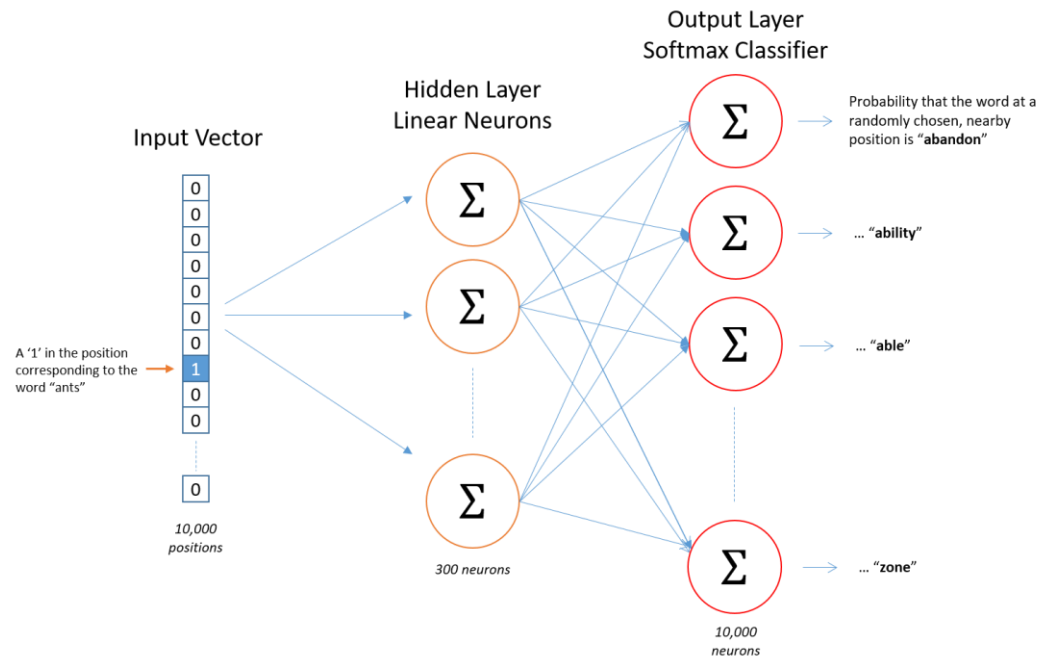 Output Layer
Softmax Classifier
Hidden Layer
Linear Neurons
Input Vector
0
0
0
0
0
0
0
1
0
0
0
A ‘1’ in the position
corresponding to the
word “ants”
10,000
positions
Σ
Σ
Σ
300 neurons
Σ
Σ
Σ
Σ
10,000
neurons
Probability that the word at a
randomly chosen, nearby
position is “abandon”
... “ability”
... “able”
... “zone”